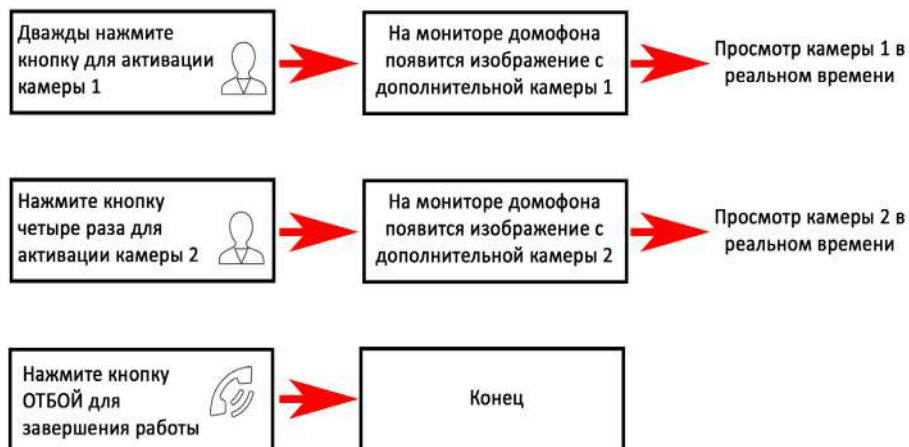 Дважды нажмите
кнопку для активации
камеры 1
На мониторе домофона
появится изображение с
дополнительной камеры 1
Просмотр камеры 1 в
реальном времени
Нажмите кнопку
четыре раза для
активации камеры 2
На мониторе домофона
появится изображение с
дополнительной камеры 2
Просмотр камеры 2 в
реальном времени
Нажмите кнопку
ОТБОЙ для
завершения работы
Конец